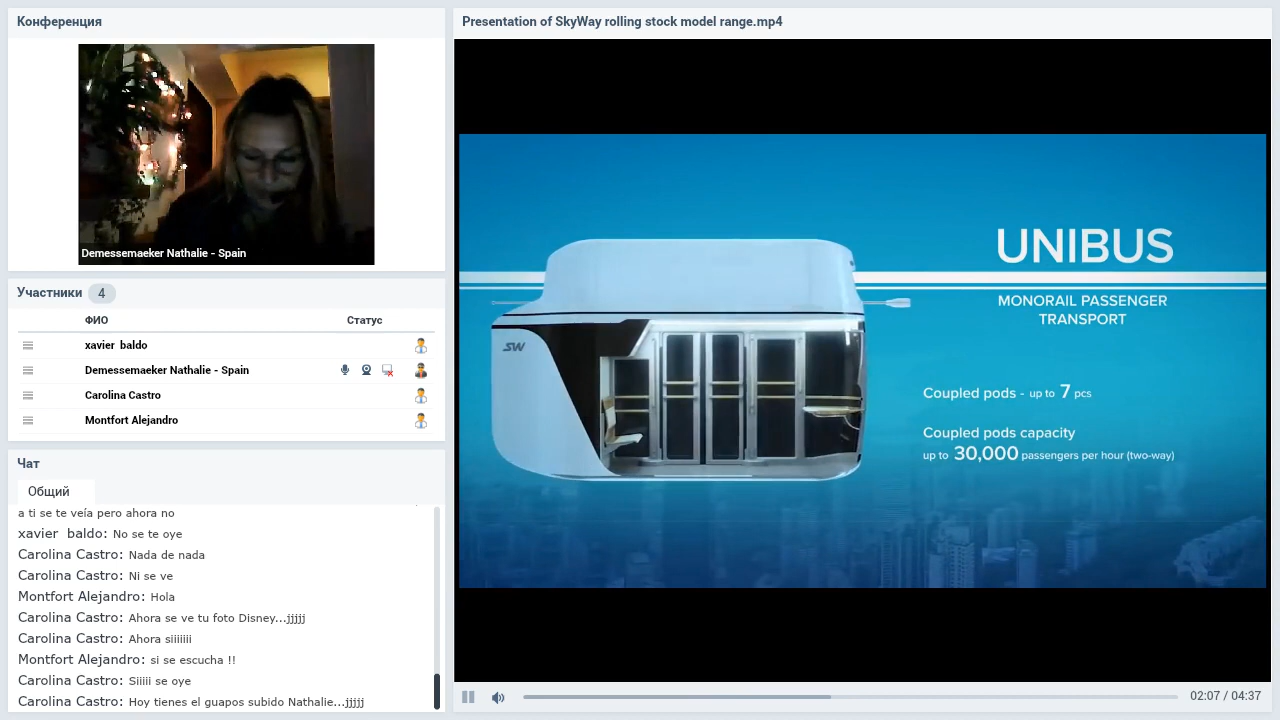 Конференция
Demessemaeker Nathalie - Spain
Участники 4
ФИО Статус
xavier baldo
Demessemaeker Nathalie - Spain
Carolina Castro
Montfort Alejandro
Чат
Общий
a ti se te veía pero ahora no
xavier baldo: No se te oye
Carolina Castro: Nada de nada
Carolina Castro: Ni se ve
Montfort Alejandro: Hola
Carolina Castro: Ahora se ve tu foto Disney...jjjjj
Carolina Castro: Ahora siiiiiii
Montfort Alejandro: si se escucha !!
Carolina Castro: Siiiii se oye
Carolina Castro: Hoy tienes el guapos subido Nathalie...jjjjj
Presentation of SkyWay rolling stock model range.mp4
UNIBUS
MONORAIL PASSENGER
TRANSPORT
SW
Coupled pods - up to 7 pcs
Coupled pods capacity
up to 30,000 passengers per hour (two-way)
02:07 / 04:37